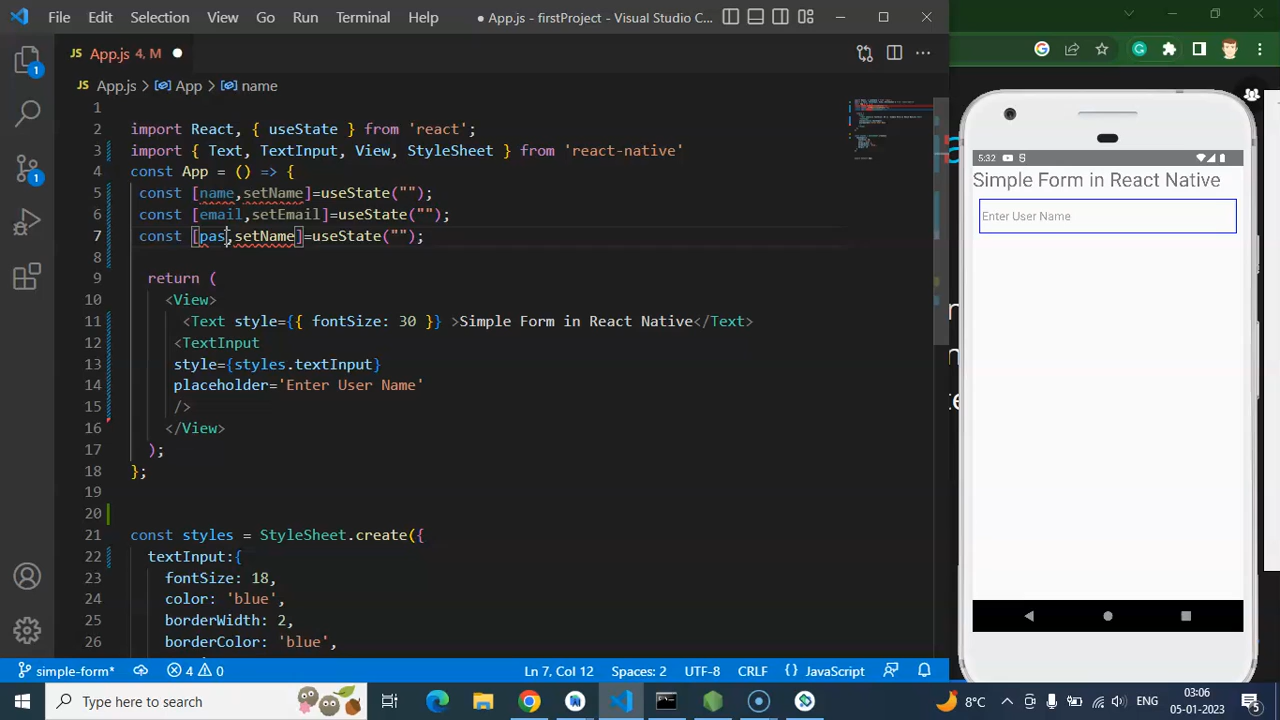 File Edit Selection View Go Run Terminal Help
● App.js - firstProject - Visual Studio C...
JS App.js 4, M ●
JS App.js > App > name
1
2 import React, { useState } from 'react';
3 import { Text, TextInput, View, StyleSheet } from 'react-native'
4 const App = () => {
5 const [name,setName]=useState("");
6 const [email,setEmail]=useState("");
7 const [pas,setName]=useState("");
8
9 return (
10 <View>
11 <Text style={{ fontSize: 30 }} >Simple Form in React Native</Text>
12 <TextInput
13 style={styles.textInput}
14 placeholder='Enter User Name'
15 />
16 </View>
17 );
18 };
19
20
21 const styles = StyleSheet.create({
22 textInput:{
23 fontSize: 18,
24 color: 'blue',
25 borderWidth: 2,
26 borderColor: 'blue',
1
1
5:32
Simple Form in React Native
Enter User Name
simple-form* 4 0 Ln 7, Col 12 Spaces: 2 UTF-8 CRLF {} JavaScript
Type here to search
8°C ENG
03:06
05-01-2023
5